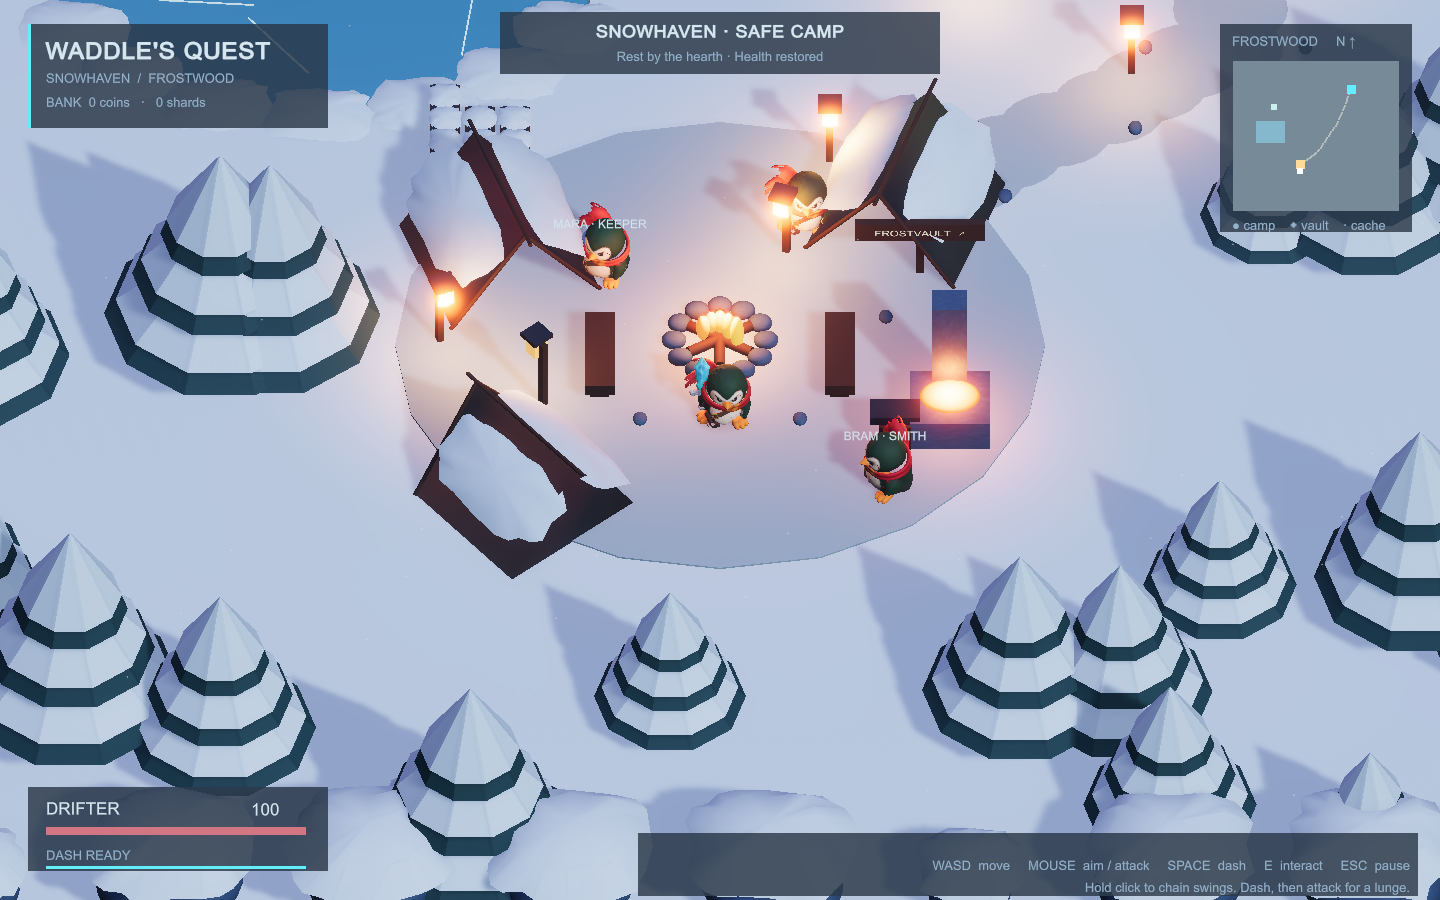 WADDLE'S QUEST
SNOWHAVEN / FROSTWOOD
BANK 0 coins · 0 shards
SNOWHAVEN · SAFE CAMP
Rest by the hearth · Health restored
FROSTWOOD N ↑
● camp ◆ vault · cache
MARA · KEEPER
FROSTVAULT ↗
BRAM · SMITH
DRIFTER 100
DASH READY
WASD move MOUSE aim / attack SPACE dash E interact ESC pause
Hold click to chain swings. Dash, then attack for a lunge.